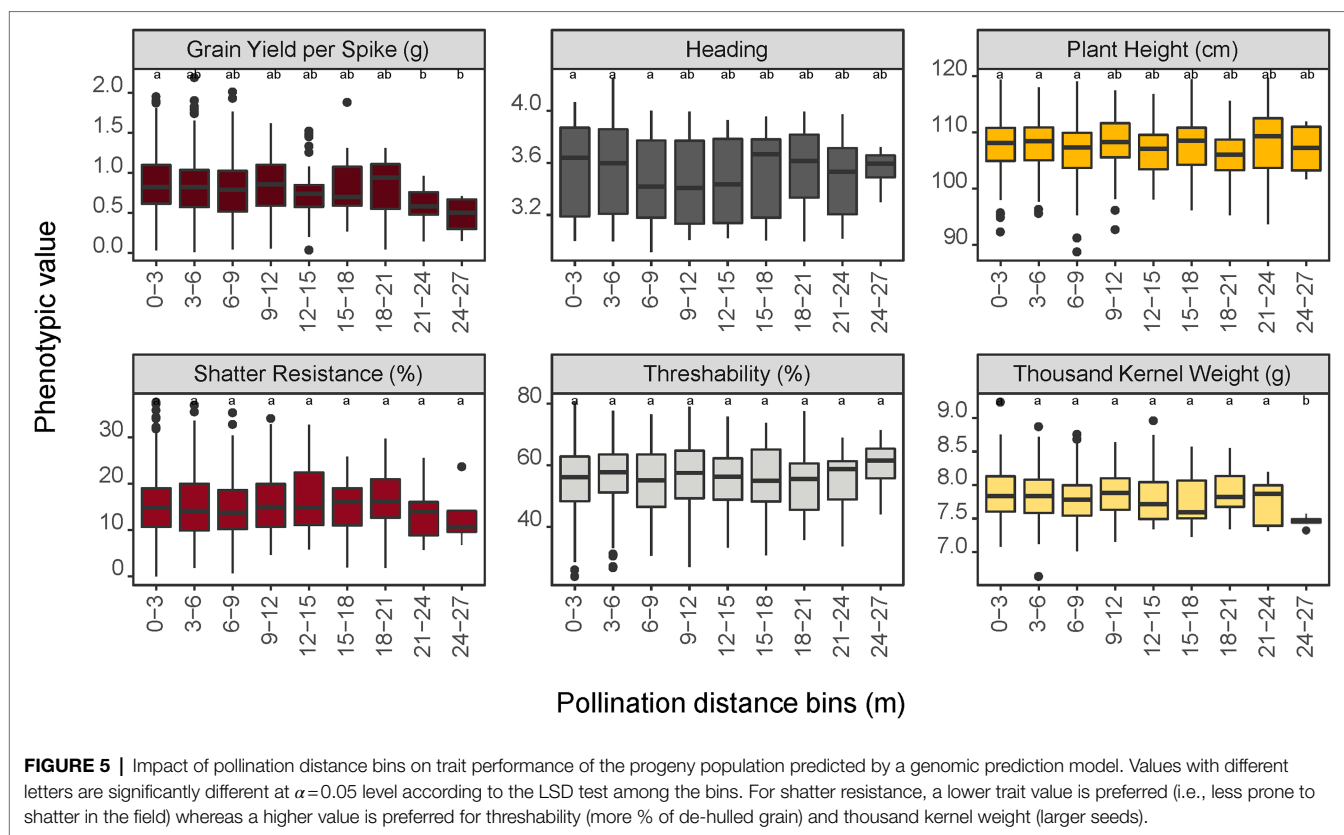 Grain Yield per Spike (g)
Heading
Plant Height (cm)
a ab ab ab ab ab ab b b
a a a ab ab ab ab ab ab
a a a ab ab ab ab ab ab
2.0
1.5
1.0
0.5
0.0
4.0
3.6
3.2
120
110
100
90
0−3 3−6 6−9 9−12 12−15 15−18 18−21 21−24 24−27
0−3 3−6 6−9 9−12 12−15 15−18 18−21 21−24 24−27
0−3 3−6 6−9 9−12 12−15 15−18 18−21 21−24 24−27
Phenotypic value
Shatter Resistance (%)
Threshability (%)
Thousand Kernel Weight (g)
a a a a a a a a
a a a a a a a a a
a a a a a a a a b
30
20
10
0
80
60
40
9.0
8.5
8.0
7.5
7.0
0−3 3−6 6−9 9−12 12−15 15−18 18−21 21−24 24−27
0−3 3−6 6−9 9−12 12−15 15−18 18−21 21−24 24−27
0−3 3−6 6−9 9−12 12−15 15−18 18−21 21−24 24−27
Pollination distance bins (m)
FIGURE 5 | Impact of pollination distance bins on trait performance of the progeny population predicted by a genomic prediction model. Values with different
letters are significantly different at α=0.05 level according to the LSD test among the bins. For shatter resistance, a lower trait value is preferred (i.e., less prone to
shatter in the field) whereas a higher value is preferred for threshability (more % of de-hulled grain) and thousand kernel weight (larger seeds).